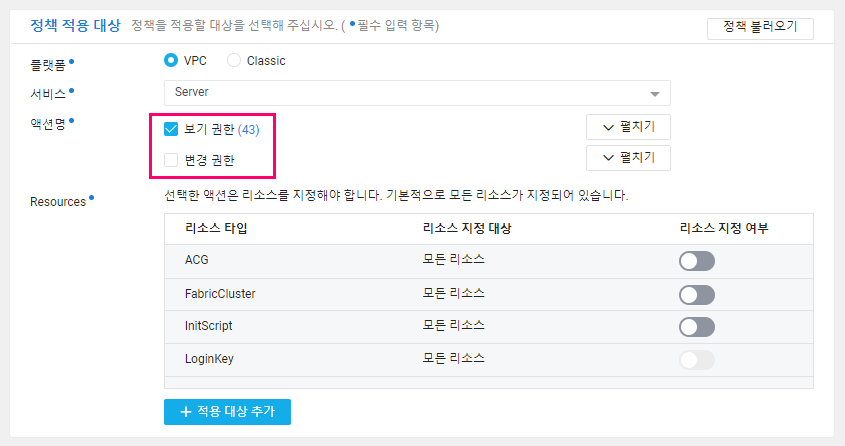 정책 적용 대상 정책을 적용할 대상을 선택해 주십시오. ( 필수 입력 항목) 정책 불러오기
플랫폼 VPC Classic
서비스 Server
액션명 보기 권한 (43) 펼치기
변경 권한 펼치기
Resources 선택한 액션은 리소스를 지정해야 합니다. 기본적으로 모든 리소스가 지정되어 있습니다.
리소스 타입 리소스 지정 대상 리소스 지정 여부
ACG 모든 리소스
FabricCluster 모든 리소스
InitScript 모든 리소스
LoginKey 모든 리소스
+ 적용 대상 추가